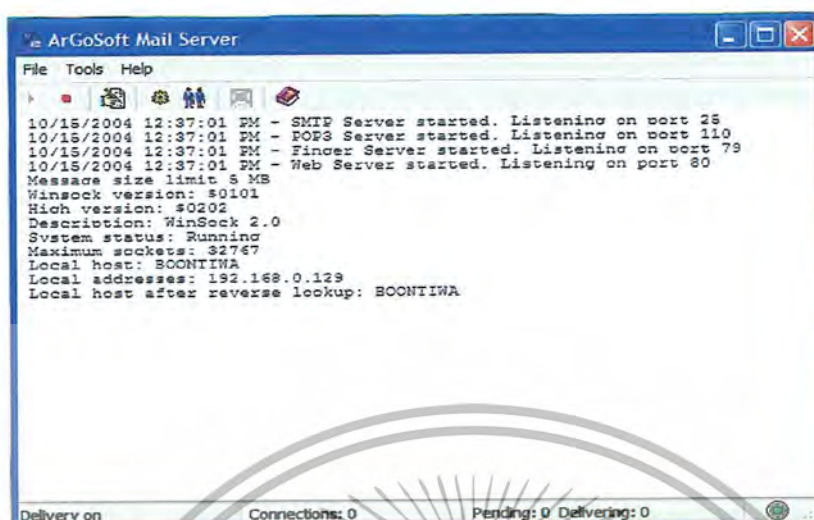 ArGoSoft Mail Server
File Tools Help
10/15/2004 12:37:01 PM - SMTP Server started. Listening on port 25
10/15/2004 12:37:01 PM - POP3 Server started. Listening on port 110
10/15/2004 12:37:01 PM - Finger Server started. Listening on port 79
10/15/2004 12:37:01 PM - Web Server started. Listening on port 80
Message size limit 5 MB
Winsock version: $0101
High version: $0202
Description: WinSock 2.0
System status: Running
Maximum sockets: 32767
Local host: BOONTIWA
Local addresses: 192.168.0.129
Local host after reverse lookup: BOONTIWA
Delivery on Connections: 0 Pending: 0 Delivering: 0